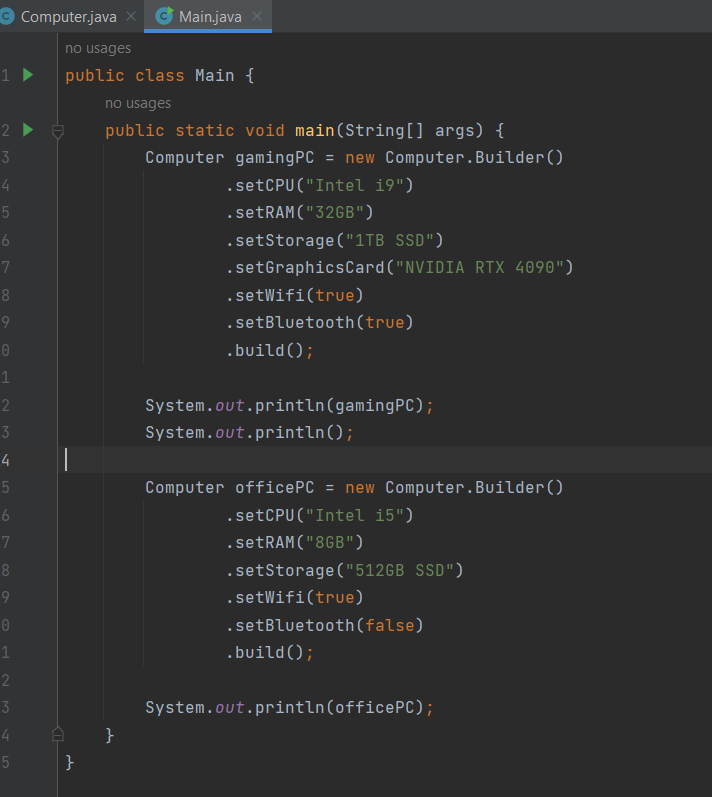 Computer.java Main.java
no usages
1 public class Main {
no usages
2 public static void main(String[] args) {
3 Computer gamingPC = new Computer.Builder()
4 .setCPU("Intel i9")
5 .setRAM("32GB")
6 .setStorage("1TB SSD")
7 .setGraphicsCard("NVIDIA RTX 4090")
8 .setWifi(true)
9 .setBluetooth(true)
0 .build();
1
2 System.out.println(gamingPC);
3 System.out.println();
4
5 Computer officePC = new Computer.Builder()
6 .setCPU("Intel i5")
7 .setRAM("8GB")
8 .setStorage("512GB SSD")
9 .setWifi(true)
0 .setBluetooth(false)
1 .build();
2
3 System.out.println(officePC);
4 }
5 }